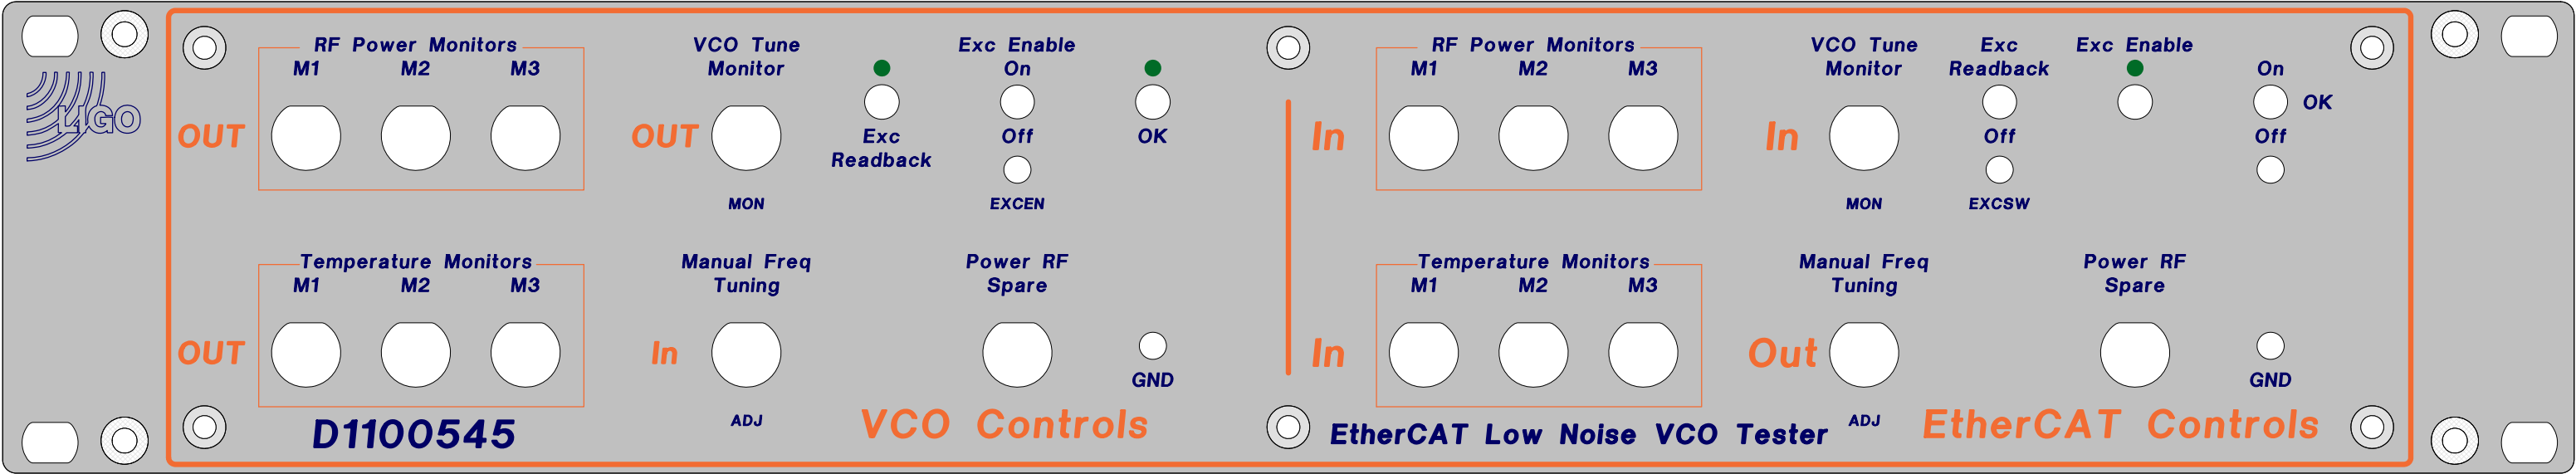 LIGO
RF Power Monitors
M1 M2 M3
OUT
VCO Tune
Monitor
OUT
MON
Exc
Readback
Exc Enable
On
Off
EXCEN
OK
Temperature Monitors
M1 M2 M3
OUT
Manual Freq
Tuning
In
ADJ
Power RF
Spare
GND
D1100545
VCO Controls
RF Power Monitors
M1 M2 M3
In
VCO Tune
Monitor
In
MON
Exc
Readback
Off
EXCSW
Exc Enable
On
OK
Off
Temperature Monitors
M1 M2 M3
In
Manual Freq
Tuning
Out
ADJ
Power RF
Spare
GND
EtherCAT Low Noise VCO Tester
EtherCAT Controls